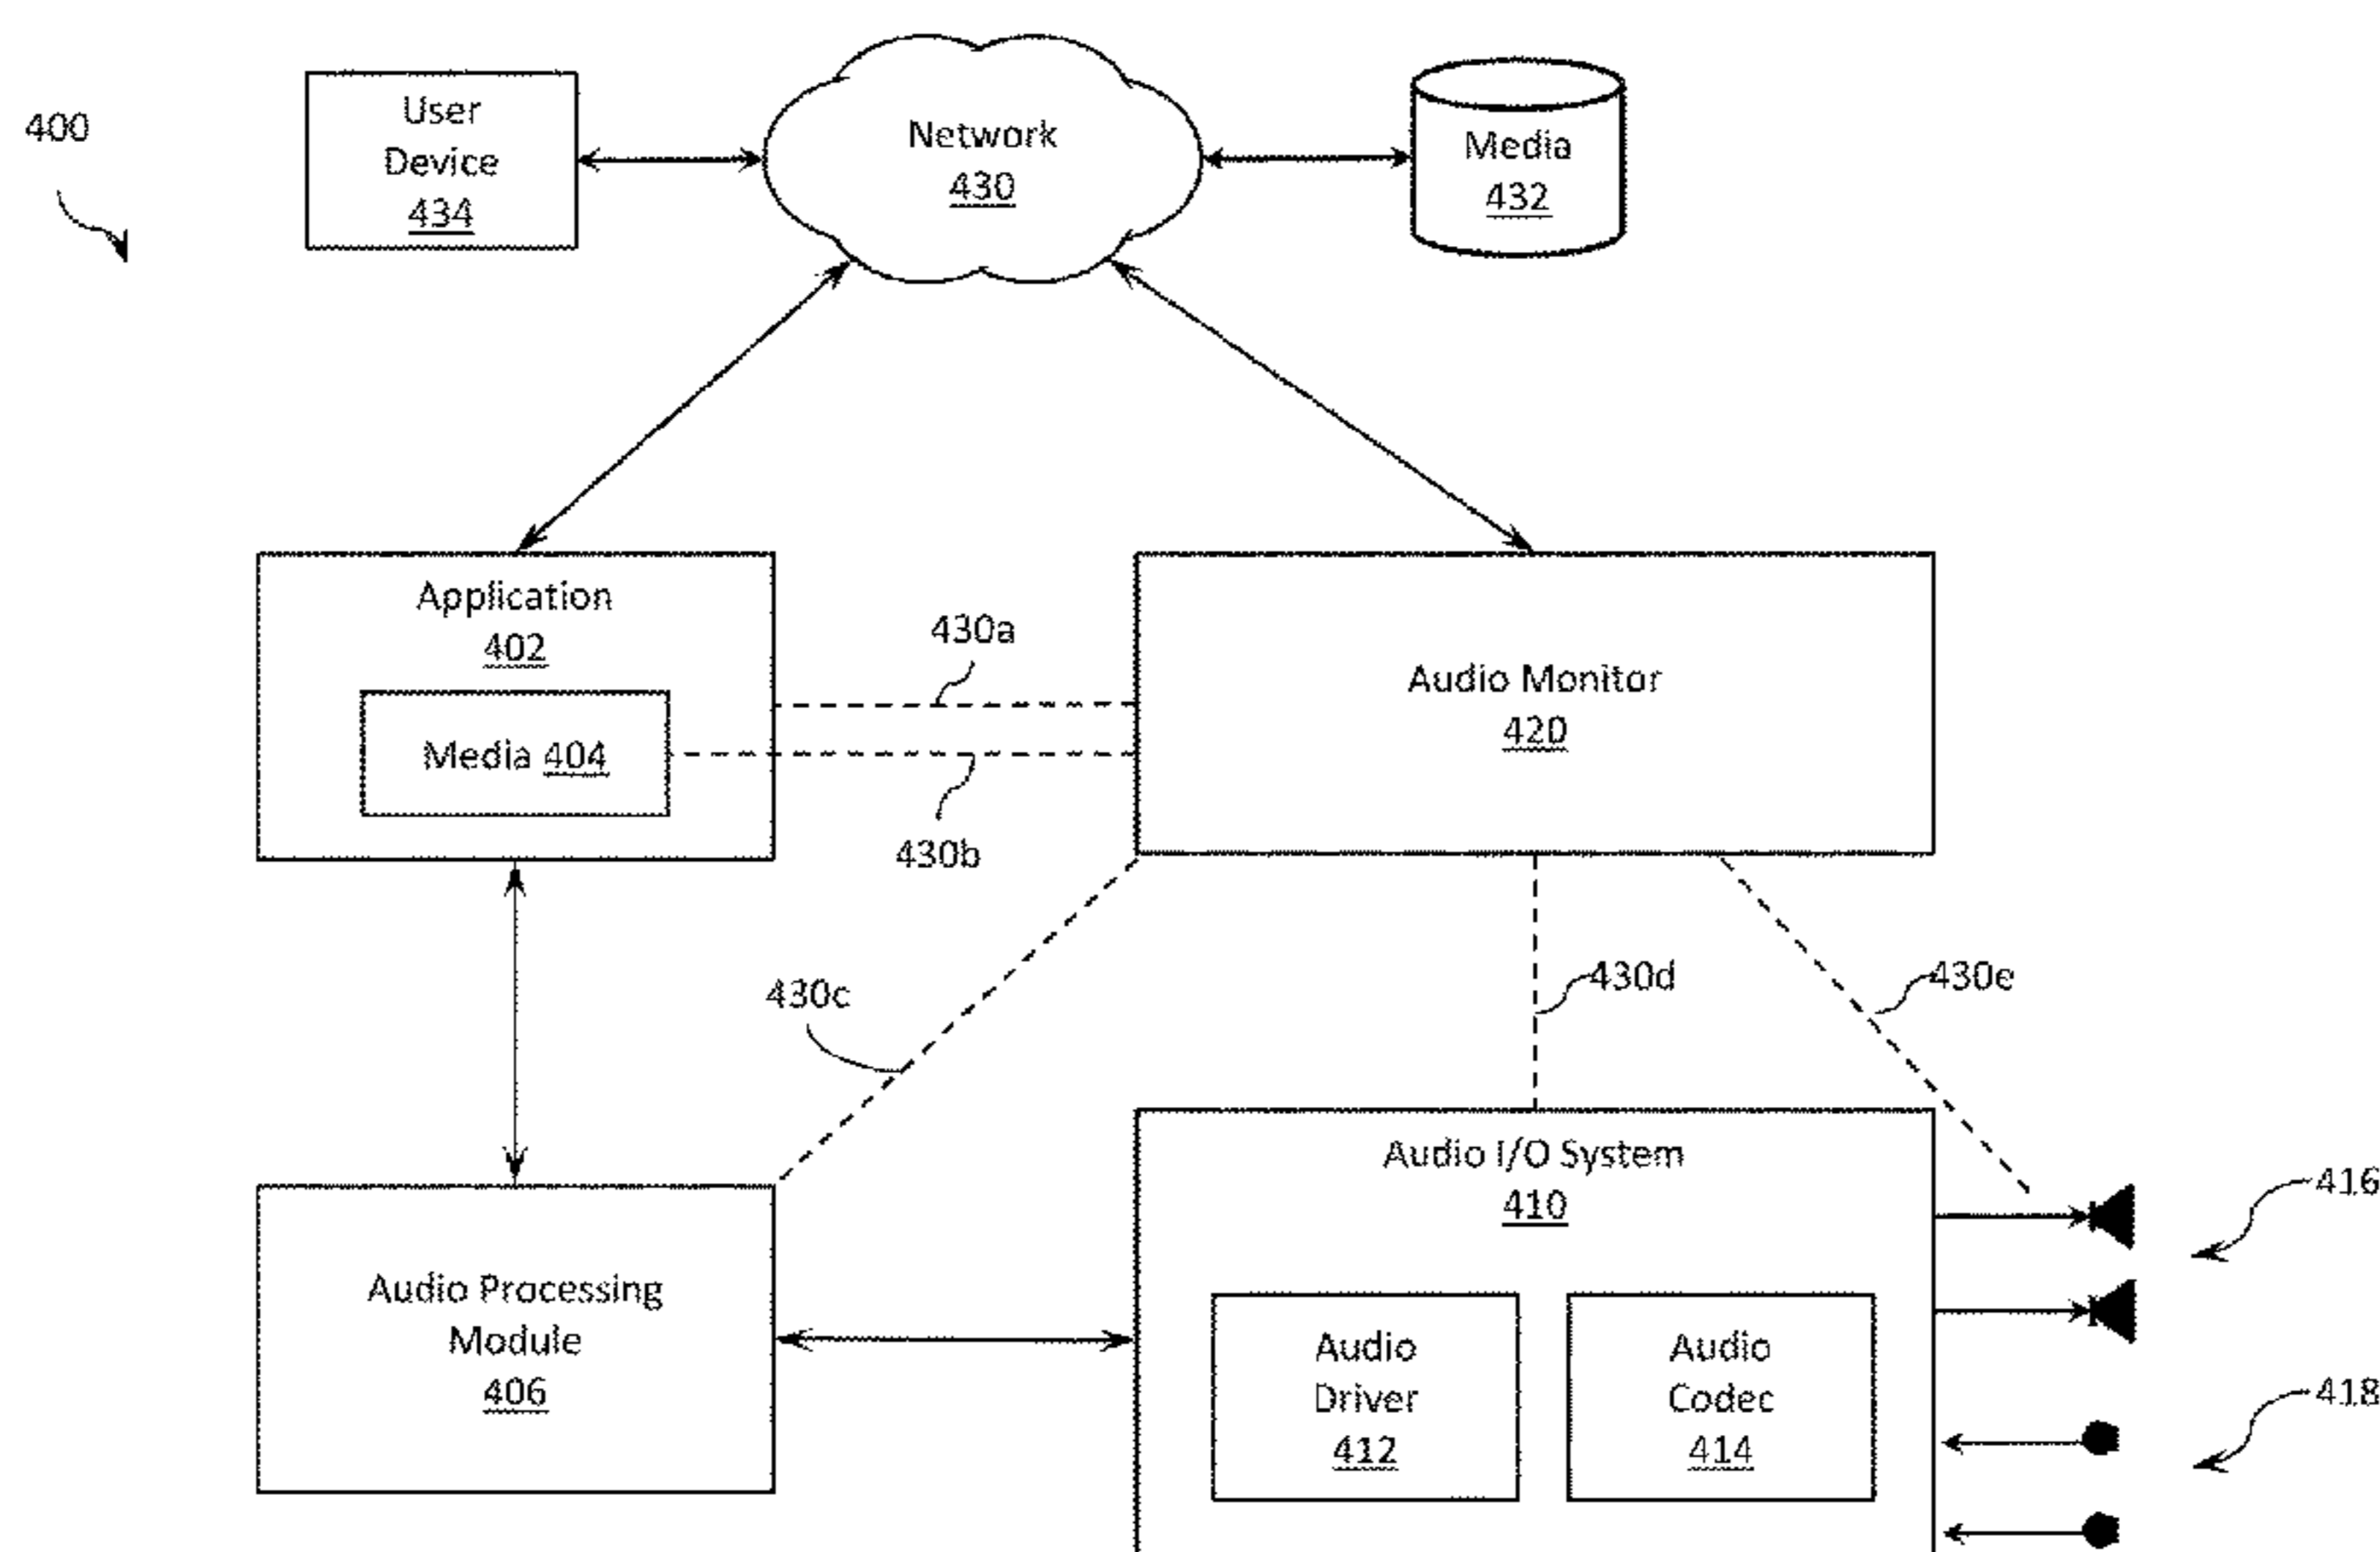 400
User
Device
434
Network
430
Media
432
Application
402
Media 404
430a
430b
Audio Monitor
420
430c
430d
430e
Audio Processing
Module
406
Audio I/O System
410
Audio
Driver
412
Audio
Codec
414
416
418